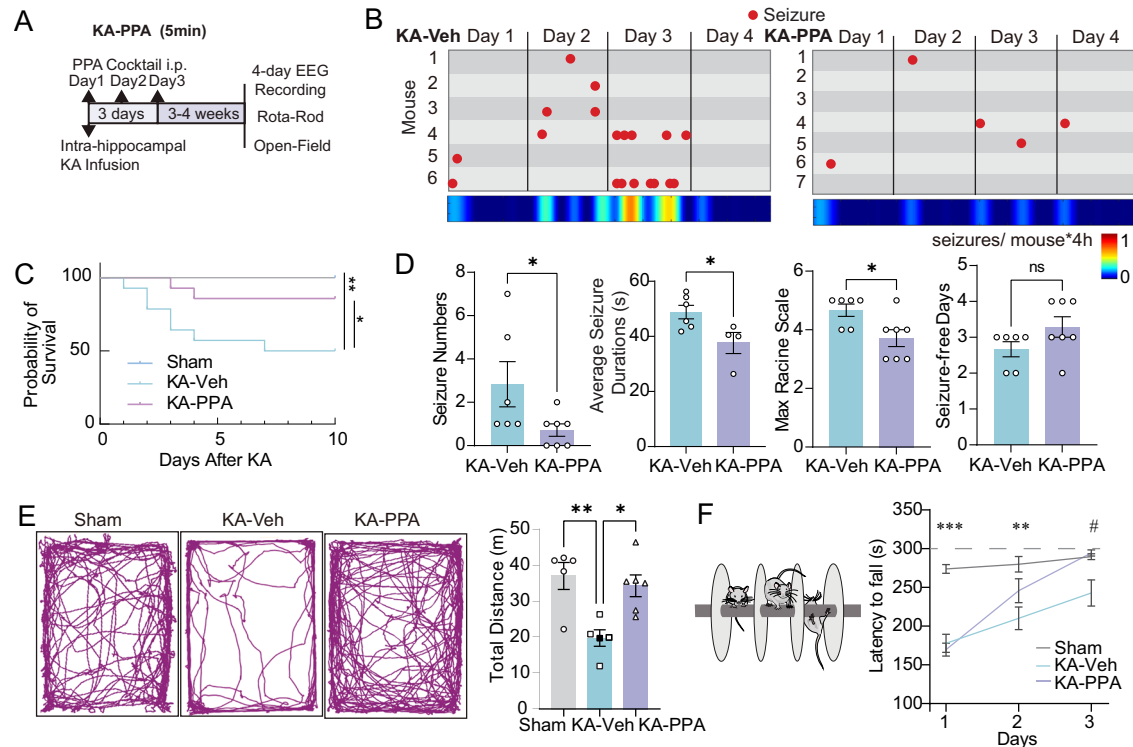 A
KA-PPA (5min)
PPA Cocktail i.p.
Day1 Day2 Day3
3 days
3-4 weeks
4-day EEG
Recording
Rota-Rod
Open-Field
Intra-hippocampal
KA Infusion
B
Seizure
KA-Veh Day 1 Day 2 Day 3 Day 4
Mouse
1
2
3
4
5
6
KA-PPA Day 1 Day 2 Day 3 Day 4
1
2
3
4
5
6
7
seizures/ mouse*4h
1
0
C
Probability of
Survival
100
50
0
**
*
Sham
KA-Veh
KA-PPA
0 5 10
Days After KA
D
Seizure Numbers
8
6
4
2
0
*
KA-Veh KA-PPA
Average Seizure
Durations (s)
80
60
40
20
0
*
KA-Veh KA-PPA
Max Racine Scale
6
4
2
0
*
KA-Veh KA-PPA
Seizure-free Days
5
4
3
2
1
0
ns
KA-Veh KA-PPA
E
Sham KA-Veh KA-PPA
Total Distance (m)
50
40
30
20
10
0
** *
Sham KA-Veh KA-PPA
F
Latency to fall (s)
350
300
250
200
150
100
*** ** #
Sham
KA-Veh
KA-PPA
1 2 3
Days